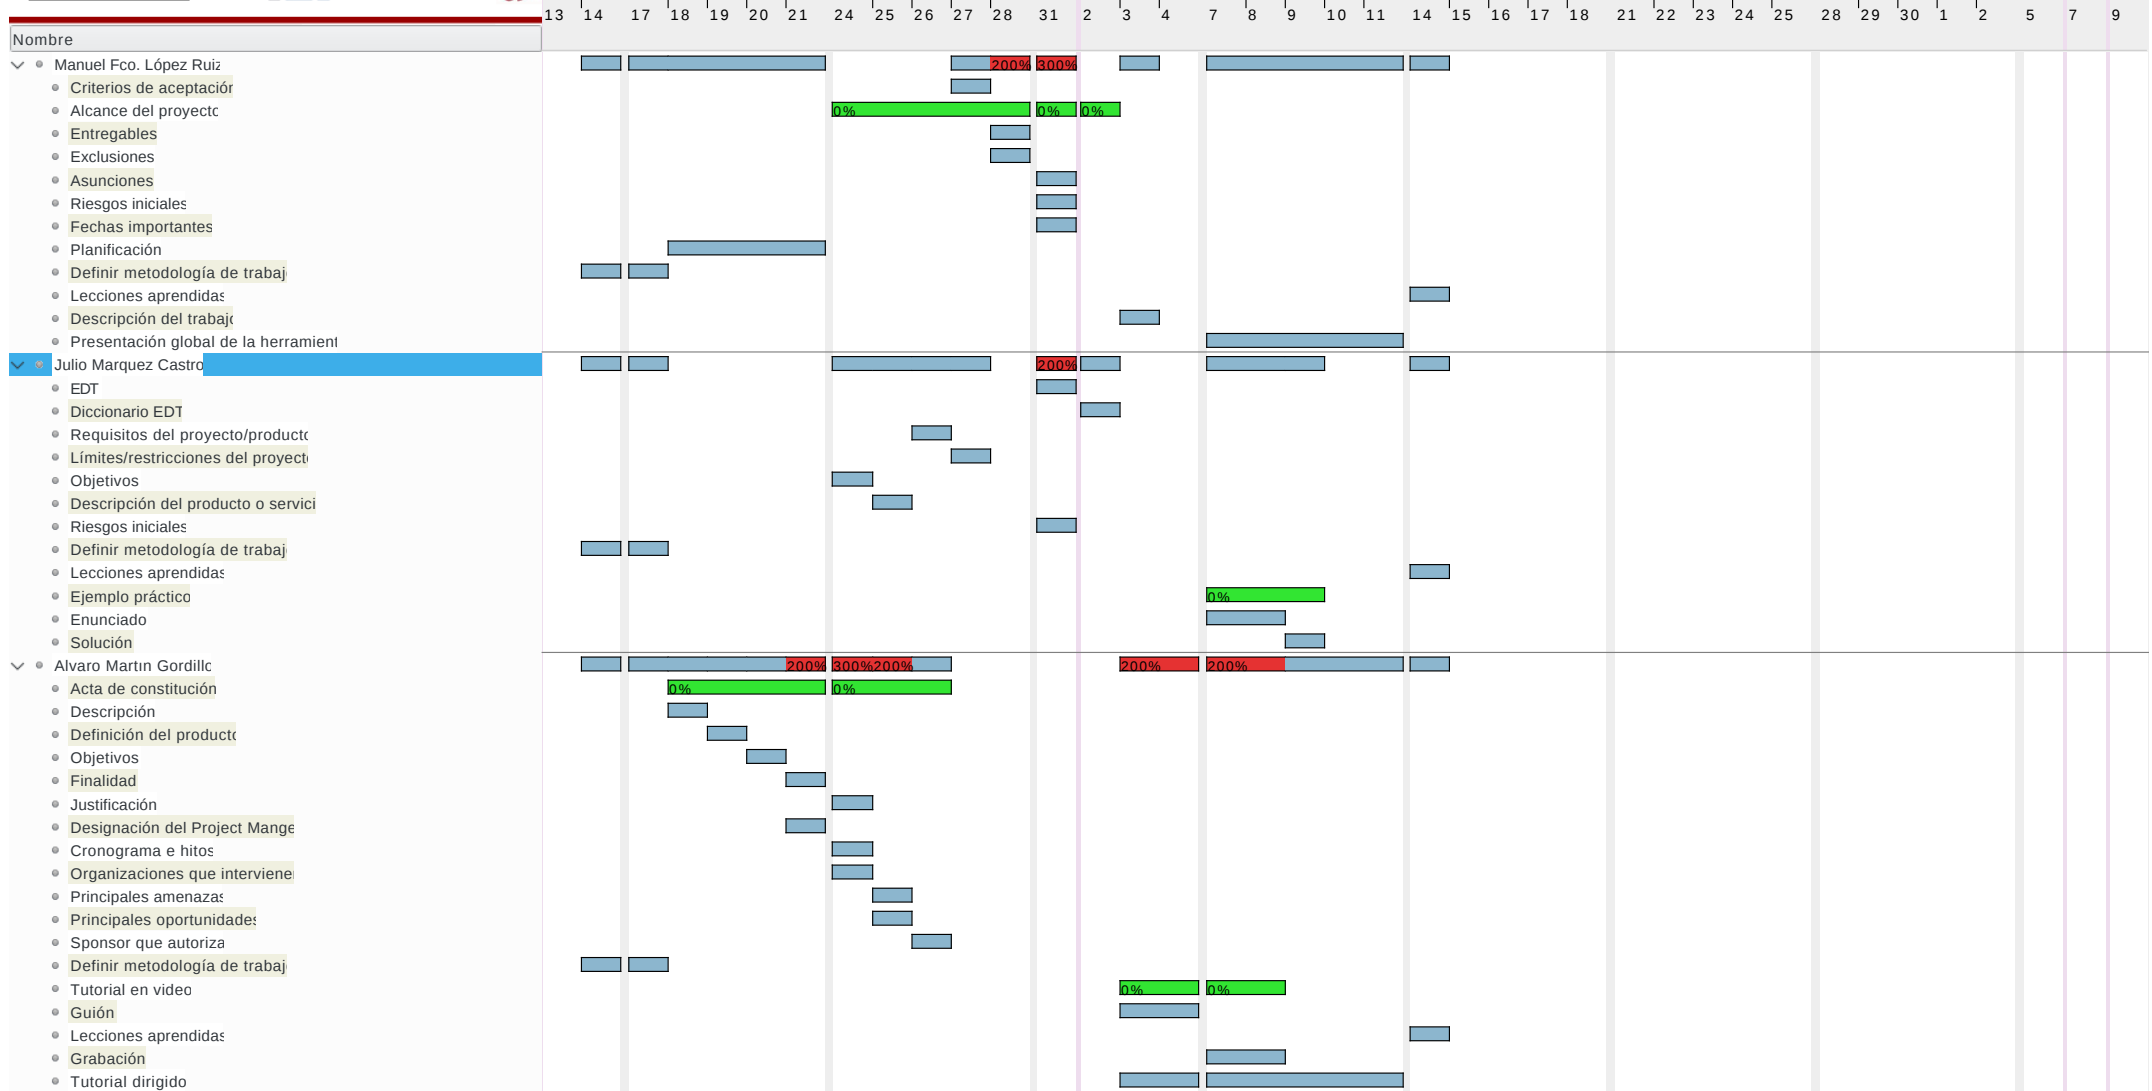 13 14 17 18 19 20 21 24 25 26 27 28 31 2 3 4 7 8 9 10 11 14 15 16 17 18 21 22 23 24 25 28 29 30 1 2 5 7 9
Nombre
Manuel Fco. López Ruiz 200% 300%
Criterios de aceptación
Alcance del proyecto 0% 0% 0%
Entregables
Exclusiones
Asunciones
Riesgos iniciales
Fechas importantes
Planificación
Definir metodología de trabaj
Lecciones aprendidas
Descripción del trabajo
Presentación global de la herramient
Julio Marquez Castro 200%
EDT
Diccionario EDT
Requisitos del proyecto/producto
Límites/restricciones del proyecto
Objetivos
Descripción del producto o servici
Riesgos iniciales
Definir metodología de trabaj
Lecciones aprendidas
Ejemplo práctico 0%
Enunciado
Solución
Alvaro Martın Gordillo 200% 300% 200% 200% 200%
Acta de constitución 0% 0%
Descripción
Definición del producto
Objetivos
Finalidad
Justificación
Designación del Project Mange
Cronograma e hitos
Organizaciones que intervienen
Principales amenazas
Principales oportunidades
Sponsor que autoriza
Definir metodología de trabaj
Tutorial en video 0% 0%
Guión
Lecciones aprendidas
Grabación
Tutorial dirigido